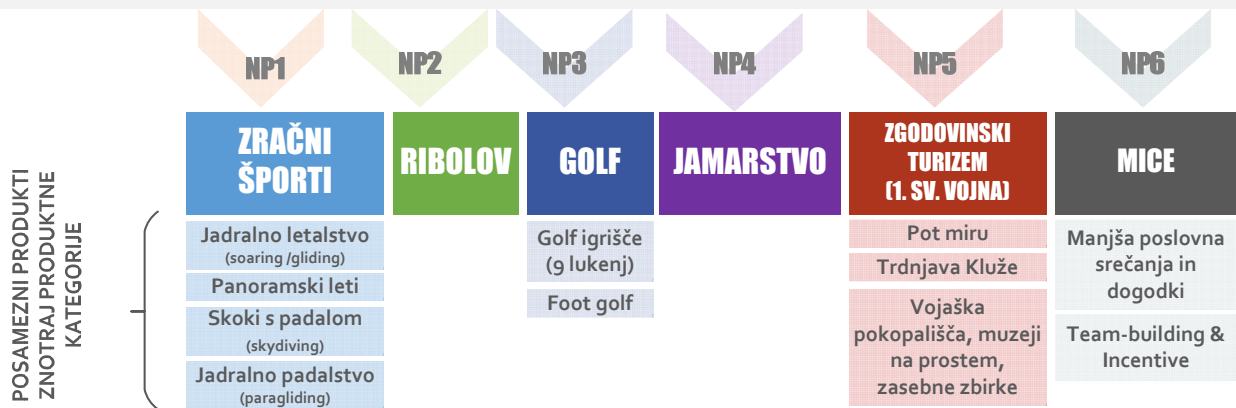 NP1
NP2
NP3
NP4
NP5
NP6
ZRAČNI
ŠPORTI
RIBOLOV
GOLF
JAMARSTVO
ZGODOVINSKI
TURIZEM
(1. SV. VOJNA)
MICE
POSAMEZNI PRODUKTI
ZNOTRAJ PRODUKTNE
KATEGORIJE
Jadralno letalstvo
(soaring /gliding)
Panoramski leti
Skoki s padalom
(skydiving)
Jadralno padalstvo
(paragliding)
Golf igrišče
(9 lukenj)
Foot golf
Pot miru
Trdnjava Kluže
Vojaška
pokopališča, muzeji
na prostem,
zasebne zbirke
Manjša poslovna
srečanja in
dogodki
Team-building &
Incentive